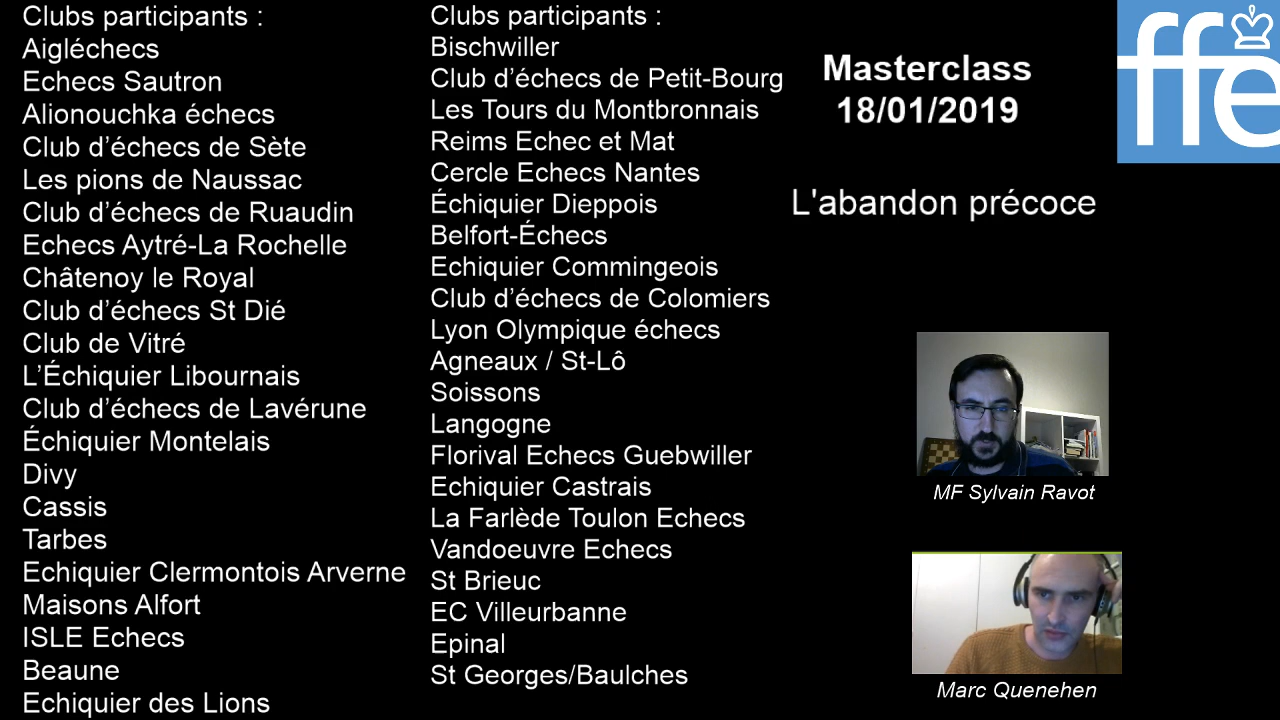 Clubs participants :
Aigléchecs
Echecs Sautron
Alionouchka échecs
Club d’échecs de Sète
Les pions de Naussac
Club d’échecs de Ruaudin
Echecs Aytré-La Rochelle
Châtenoy le Royal
Club d’échecs St Dié
Club de Vitré
L’Échiquier Libournais
Club d’échecs de Lavérune
Échiquier Montelais
Divy
Cassis
Tarbes
Echiquier Clermontois Arverne
Maisons Alfort
ISLE Echecs
Beaune
Echiquier des Lions
Clubs participants :
Bischwiller
Club d’échecs de Petit-Bourg
Les Tours du Montbronnais
Reims Echec et Mat
Cercle Echecs Nantes
Échiquier Dieppois
Belfort-Échecs
Echiquier Commingeois
Club d’échecs de Colomiers
Lyon Olympique échecs
Agneaux / St-Lô
Soissons
Langogne
Florival Echecs Guebwiller
Echiquier Castrais
La Farlède Toulon Echecs
Vandoeuvre Echecs
St Brieuc
EC Villeurbanne
Epinal
St Georges/Baulches
Masterclass
18/01/2019
L'abandon précoce
ffe
MF Sylvain Ravot
Marc Quenehen